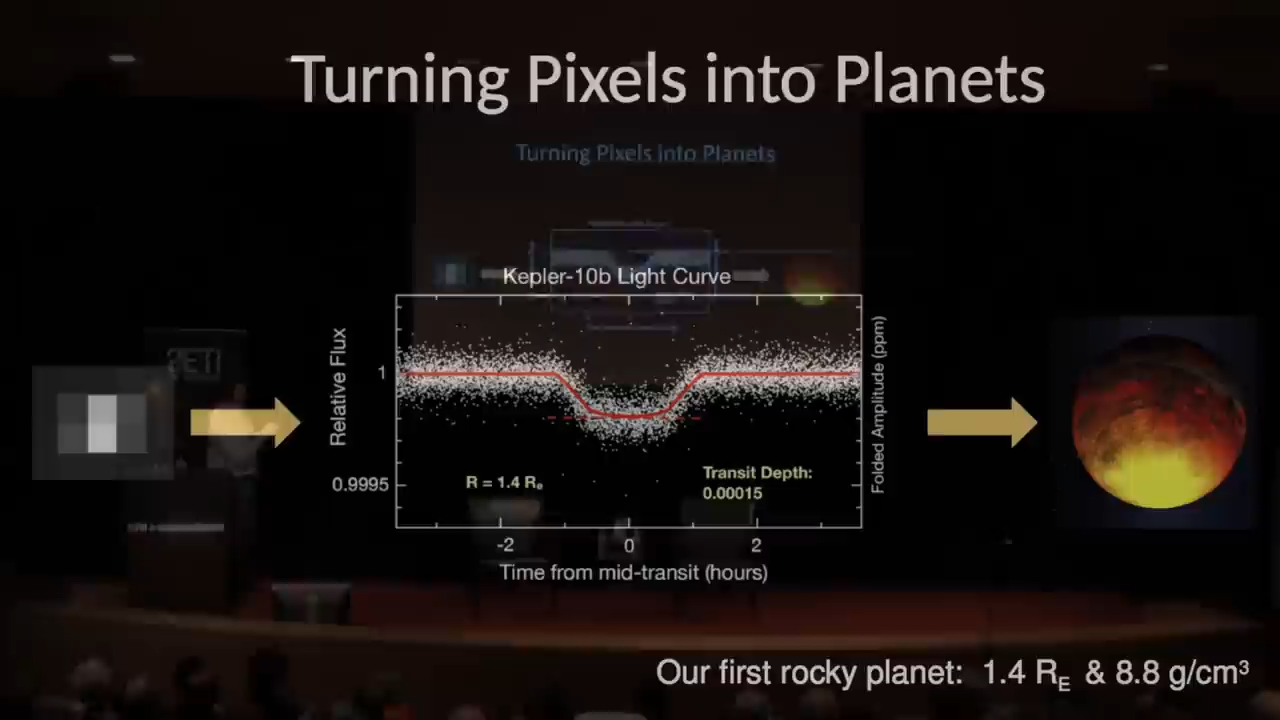 Turning Pixels into Planets
Turning Pixels into Planets
Kepler-10b Light Curve
SETI
Relative Flux
1
0.9995
R = 1.4 Rₑ
Transit Depth:
0.00015
Folded Amplitude (ppm)
-2 0 2
Time from mid-transit (hours)
Our first rocky planet: 1.4 R_E & 8.8 g/cm³